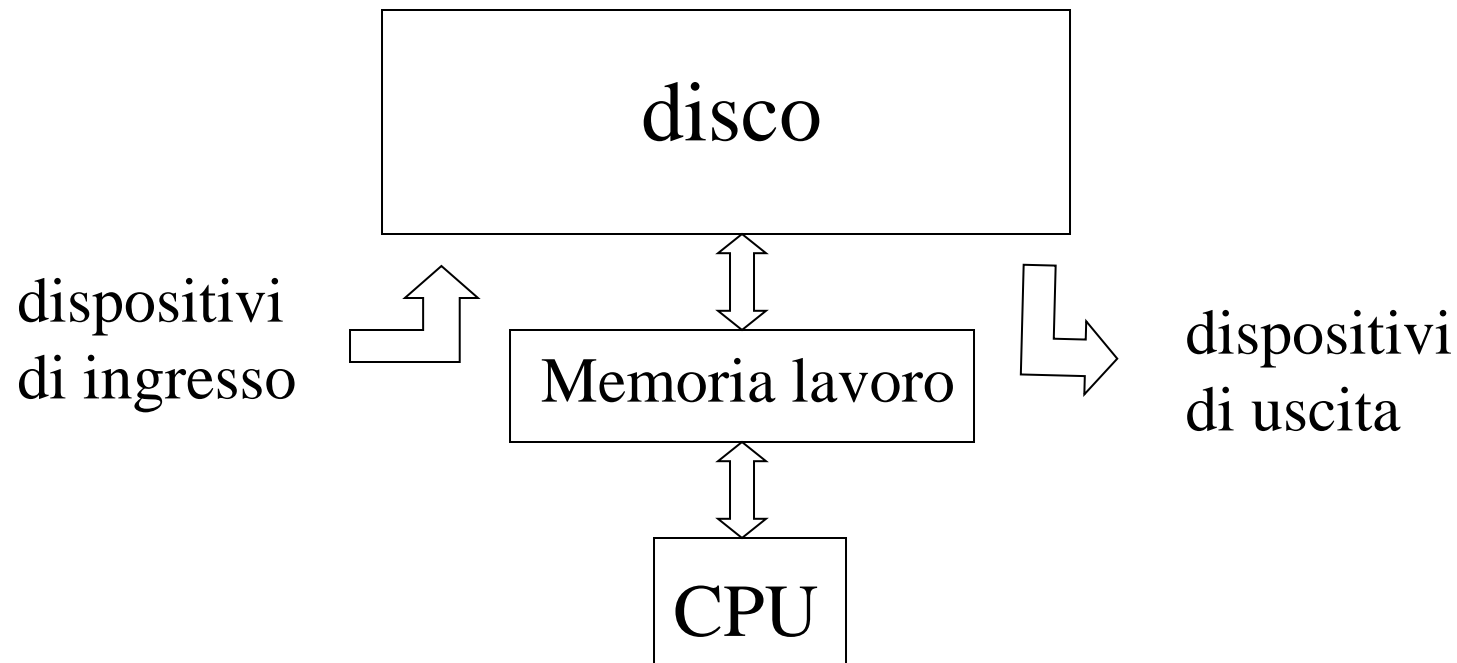 disco
dispositivi
di ingresso
Memoria lavoro
dispositivi
di uscita
CPU